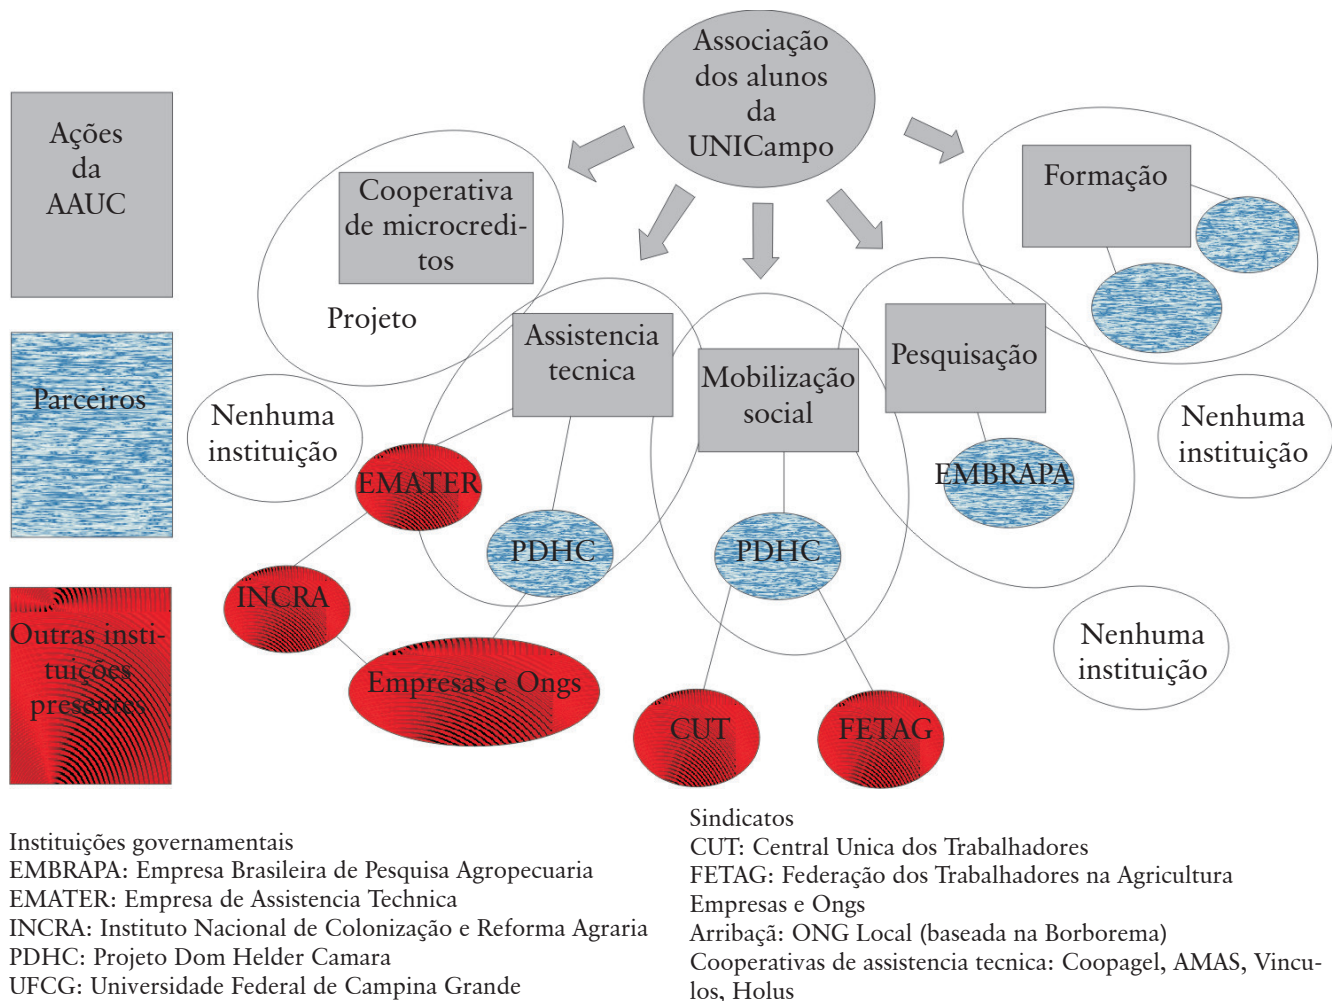 Associação
dos alunos
da
UNICampo
Ações
da
AAUC
Cooperativa
de microcredi-
tos
Projeto
Formação
Assistencia
tecnica
Mobilização
social
Pesquisação
Parceiros
Nenhuma
instituição
Nenhuma
instituição
EMATER
EMBRAPA
PDHC
PDHC
INCRA
Outras insti-
tuições
presentes
Empresas e Ongs
Nenhuma
instituição
CUT
FETAG
Instituições governamentais
EMBRAPA: Empresa Brasileira de Pesquisa Agropecuaria
EMATER: Empresa de Assistencia Technica
INCRA: Instituto Nacional de Colonização e Reforma Agraria
PDHC: Projeto Dom Helder Camara
UFCG: Universidade Federal de Campina Grande
Sindicatos
CUT: Central Unica dos Trabalhadores
FETAG: Federação dos Trabalhadores na Agricultura
Empresas e Ongs
Arribaçã: ONG Local (baseada na Borborema)
Cooperativas de assistencia tecnica: Coopagel, AMAS, Vincu-
los, Holus